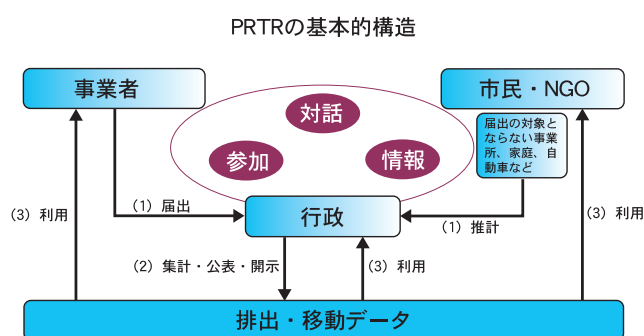 PRTRの基本的構造
事業者
市民・NGO
対話
参加
情報
届出の対象と
ならない事業
所、家庭、自
動車など
(1) 届出
行政
(1) 推計
(3) 利用
(3) 利用
(2) 集計・公表・開示
(3) 利用
排出・移動データ